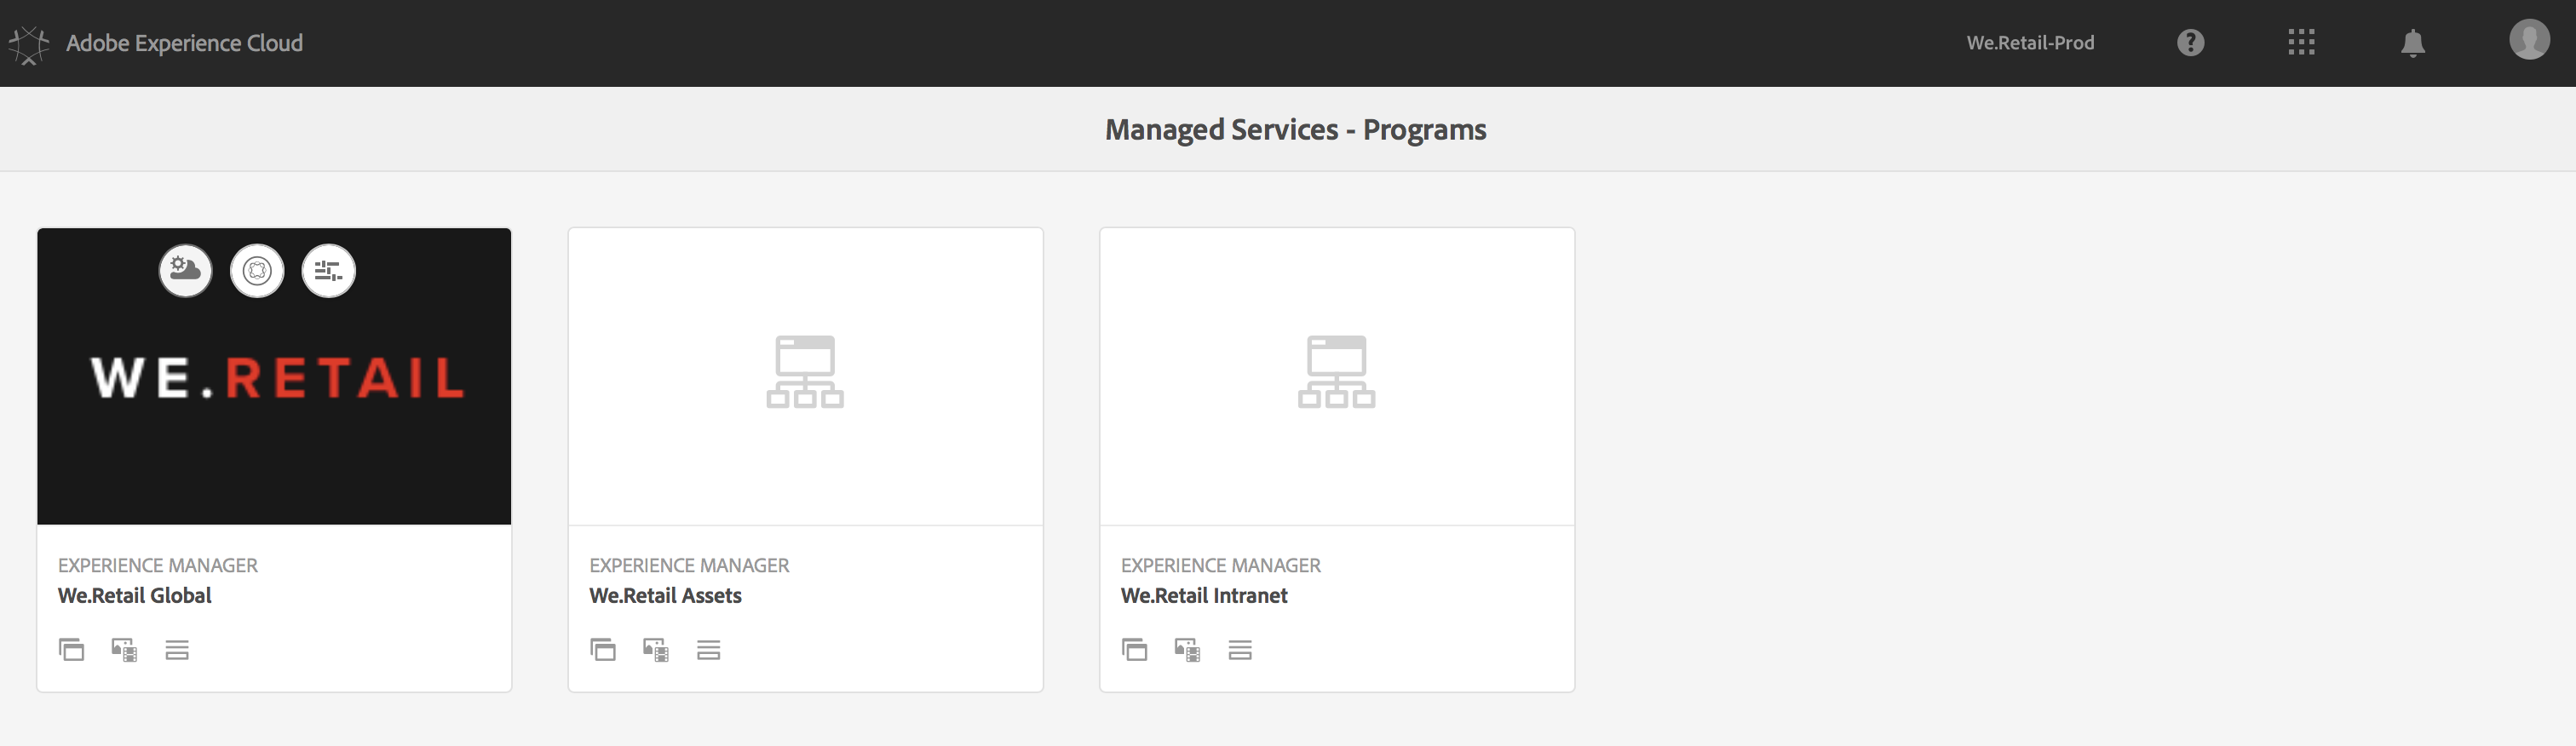 Adobe Experience Cloud
We.Retail-Prod
Managed Services - Programs
WE.RETAIL
EXPERIENCE MANAGER
We.Retail Global
EXPERIENCE MANAGER
We.Retail Assets
EXPERIENCE MANAGER
We.Retail Intranet